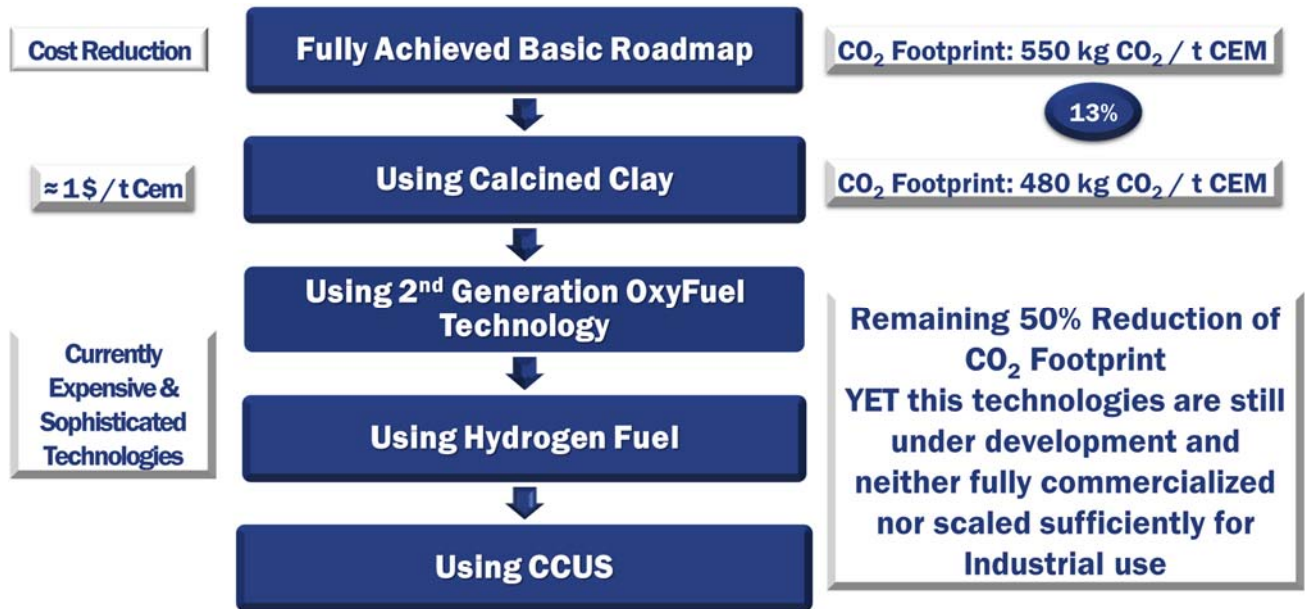 Cost Reduction
Fully Achieved Basic Roadmap
CO₂ Footprint: 550 kg CO₂ / t CEM
13%
≈ 1$/t Cem
Using Calcined Clay
CO₂ Footprint: 480 kg CO₂ / t CEM
Using 2nd Generation OxyFuel
Technology
Currently
Expensive &
Sophisticated
Technologies
Using Hydrogen Fuel
Using CCUS
Remaining 50% Reduction of
CO₂ Footprint
YET this technologies are still
under development and
neither fully commercialized
nor scaled sufficiently for
Industrial use